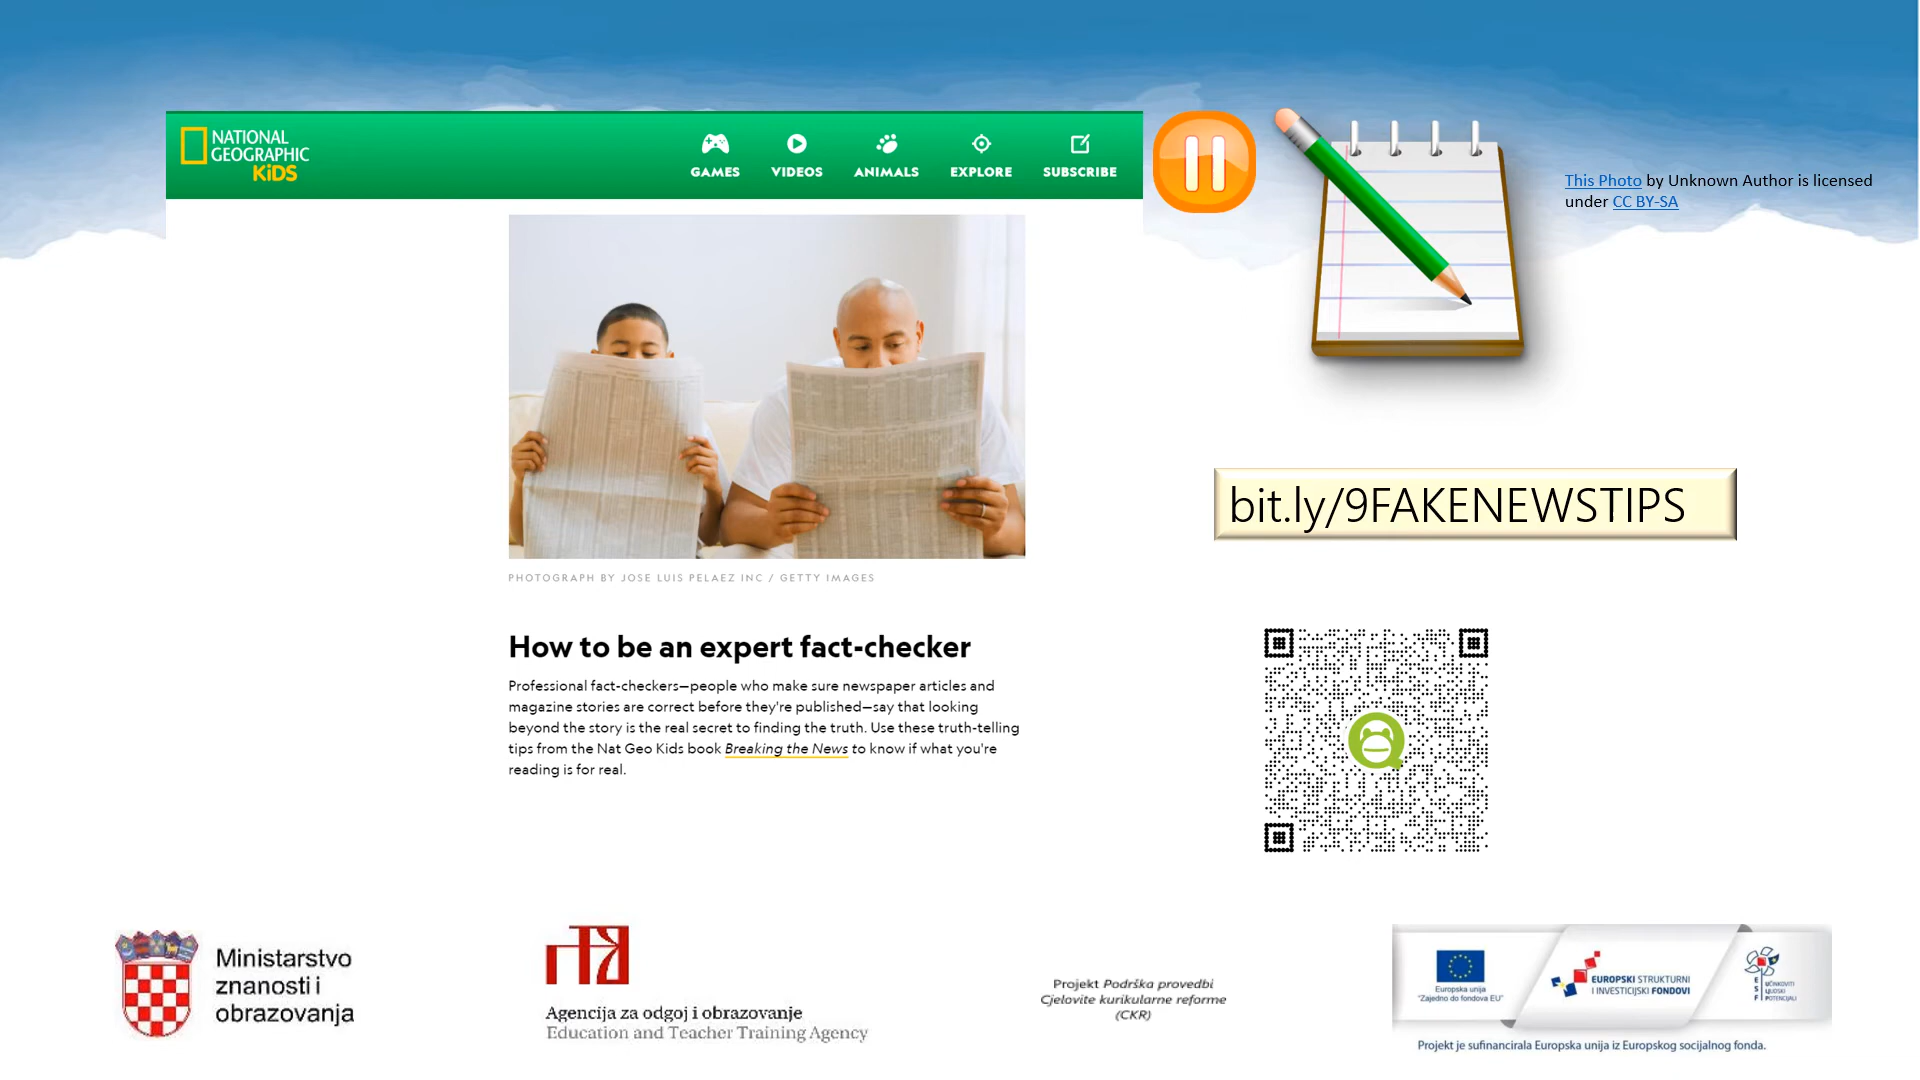 NATIONAL
GEOGRAPHIC
KiDS
GAMES
VIDEOS
ANIMALS
EXPLORE
SUBSCRIBE
This Photo by Unknown Author is licensed
under CC BY-SA
PHOTOGRAPH BY JOSE LUIS PELAEZ INC / GETTY IMAGES
bit.ly/9FAKENEWSTIPS
How to be an expert fact-checker
Professional fact-checkers—people who make sure newspaper articles and
magazine stories are correct before they're published—say that looking
beyond the story is the real secret to finding the truth. Use these truth-telling
tips from the Nat Geo Kids book Breaking the News to know if what you're
reading is for real.
Ministarstvo
znanosti i
obrazovanja
Agencija za odgoj i obrazovanje
Education and Teacher Training Agency
Projekt Podrška provedbi
Cjelovite kurikularne reforme
(CKR)
Europska unija
"Zajedno do fondova EU"
EUROPSKI STRUKTURNI
I INVESTICIJSKI FONDOVI
ESF
UČINKOVITI
LJUDSKI
POTENCIJALI
Projekt je sufinancirala Europska unija iz Europskog socijalnog fonda.